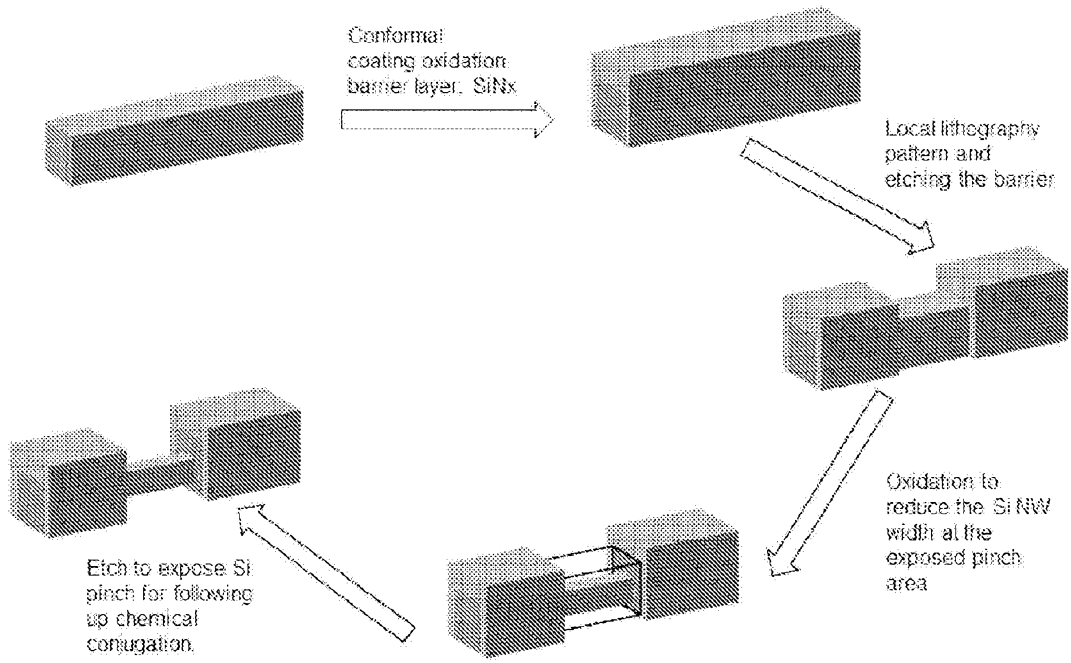 Conformal
coating oxidation
barrier layer: SiNx
Local lithography
pattern and
etching the barrier
Oxidation to
reduce the Si NW
width at the
exposed pinch
area
Etch to expose Si
pinch for following
up chemical
conjugation.